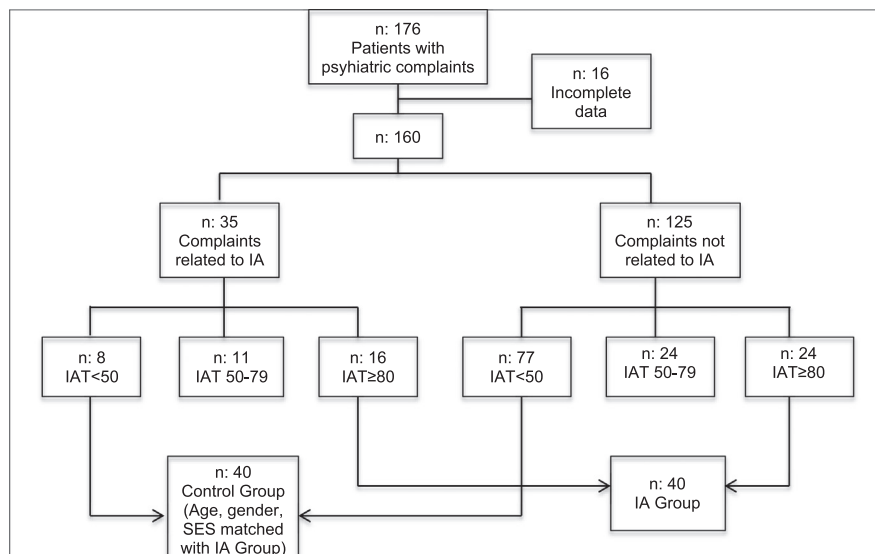 n: 176
Patients with
psyhiatric complaints
n: 16
Incomplete
data
n: 160
n: 35
Complaints
related to IA
n: 125
Complaints not
related to IA
n: 8
IAT<50
n: 11
IAT 50-79
n: 16
IAT≥80
n: 77
IAT<50
n: 24
IAT 50-79
n: 24
IAT≥80
n: 40
Control Group
(Age, gender,
SES matched
with IA Group)
n: 40
IA Group